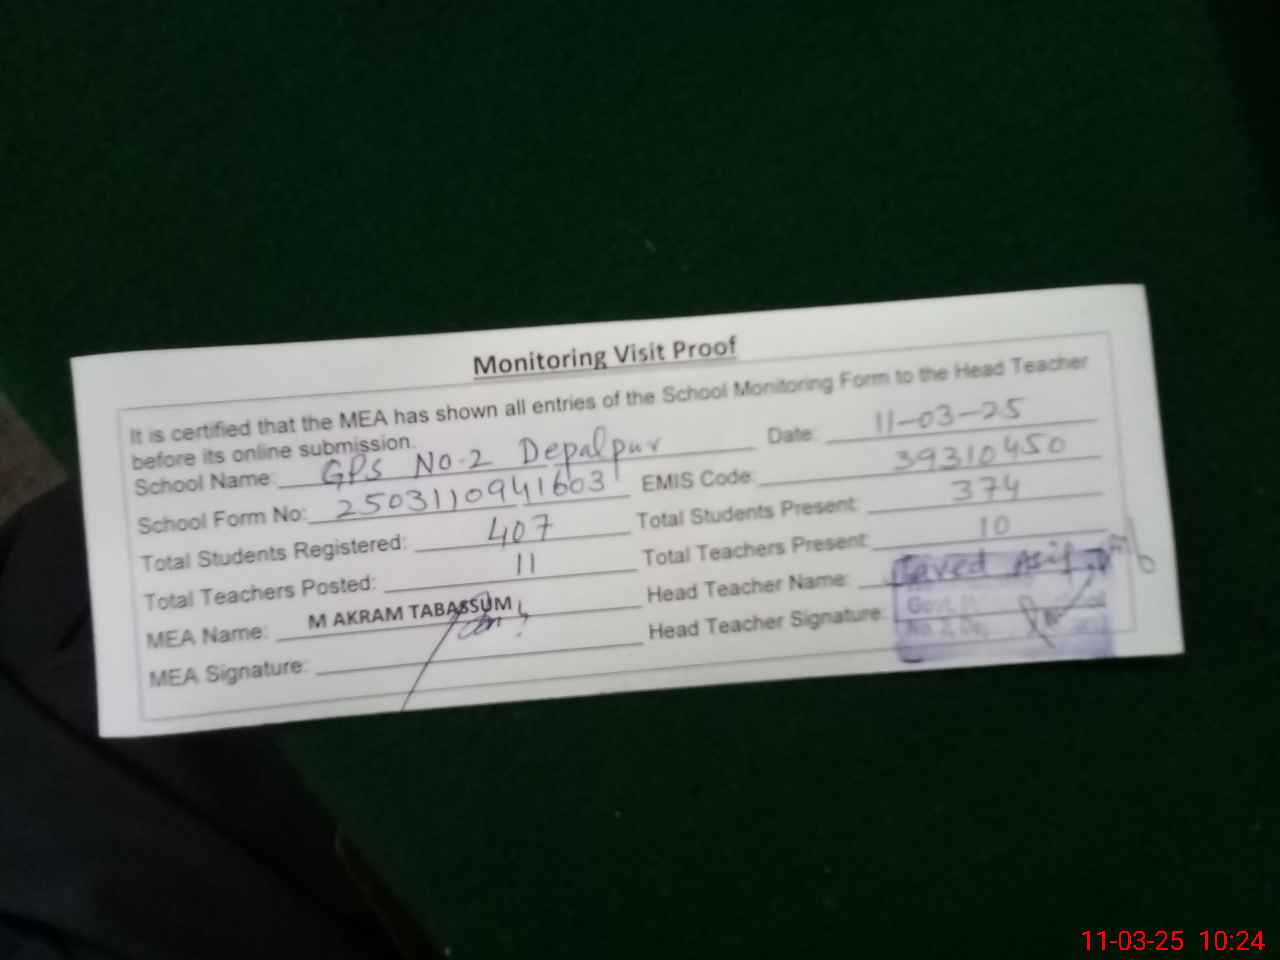 Monitoring Visit Proof
It is certified that the MEA has shown all entries of the School Monitoring Form to the Head Teacher
before its online submission.
School Name: GPS No-2 Depalpur Date: 11-03-25
School Form No: 2503110941603 EMIS Code: 39310450
Total Students Registered: 407 Total Students Present: 374
Total Teachers Posted: 11 Total Teachers Present: 10
MEA Name: M AKRAM TABASSUM Head Teacher Name: Javed Asif
MEA Signature: Head Teacher Signature:
Govt.
No 2, De
11-03-25 10:24